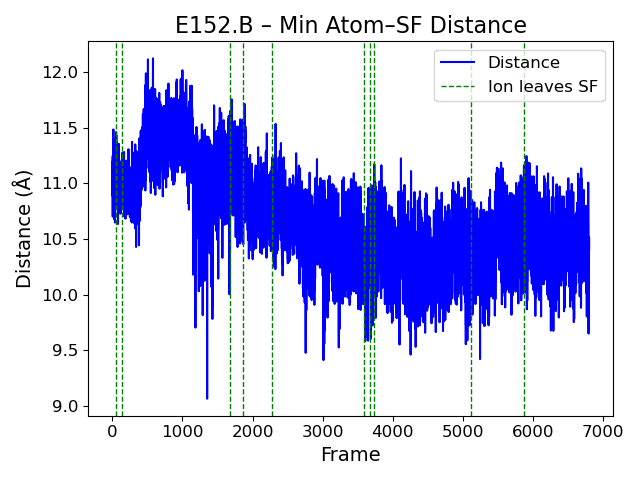 E152.B – Min Atom–SF Distance
Distance
Ion leaves SF
12.0
11.5
11.0
10.5
10.0
9.5
9.0
Distance (Å)
0 1000 2000 3000 4000 5000 6000 7000
Frame